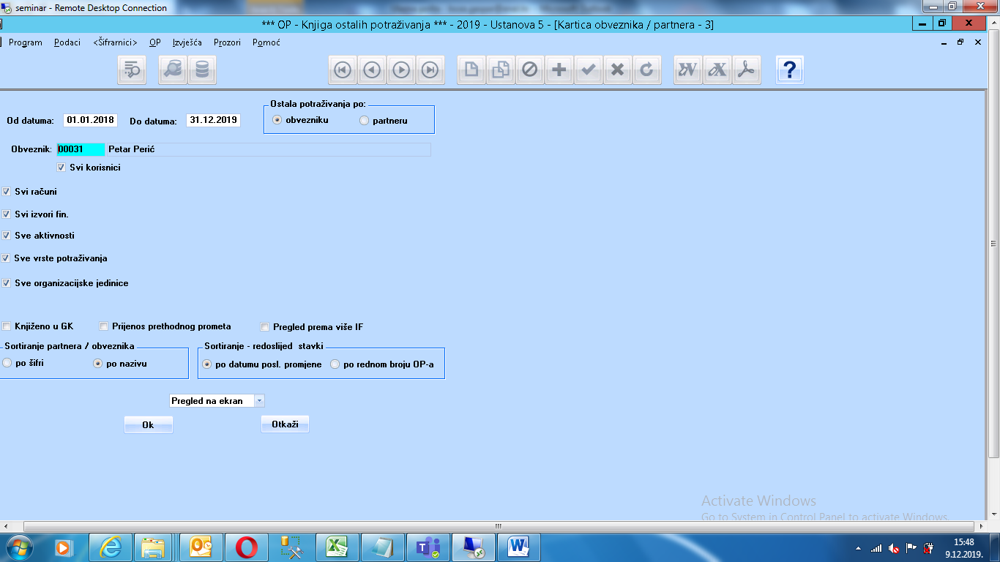 seminar - Remote Desktop Connection
*** OP - Knjiga ostalih potraživanja *** - 2019 - Ustanova 5 - [Kartica obveznika / partnera - 3]
Program Podaci <Šifrarnici> OP Izvješća Prozori Pomoć
Ostala potraživanja po:
Od datuma: 01.01.2018 Do datuma: 31.12.2019 obvezniku partneru
Obveznik: 00031 Petar Perić
Svi korisnici
Svi računi
Svi izvori fin.
Sve aktivnosti
Sve vrste potraživanja
Sve organizacijske jedinice
Knjiženo u GK Prijenos prethodnog prometa Pregled prema više IF
Sortiranje partnera / obveznika Sortiranje - redoslijed stavki
po šifri po nazivu po datumu posl. promjene po rednom broju OP-a
Pregled na ekran
Ok Otkaži
Activate Windows
Go to System in Control Panel to activate Windows.
15:48
9.12.2019.